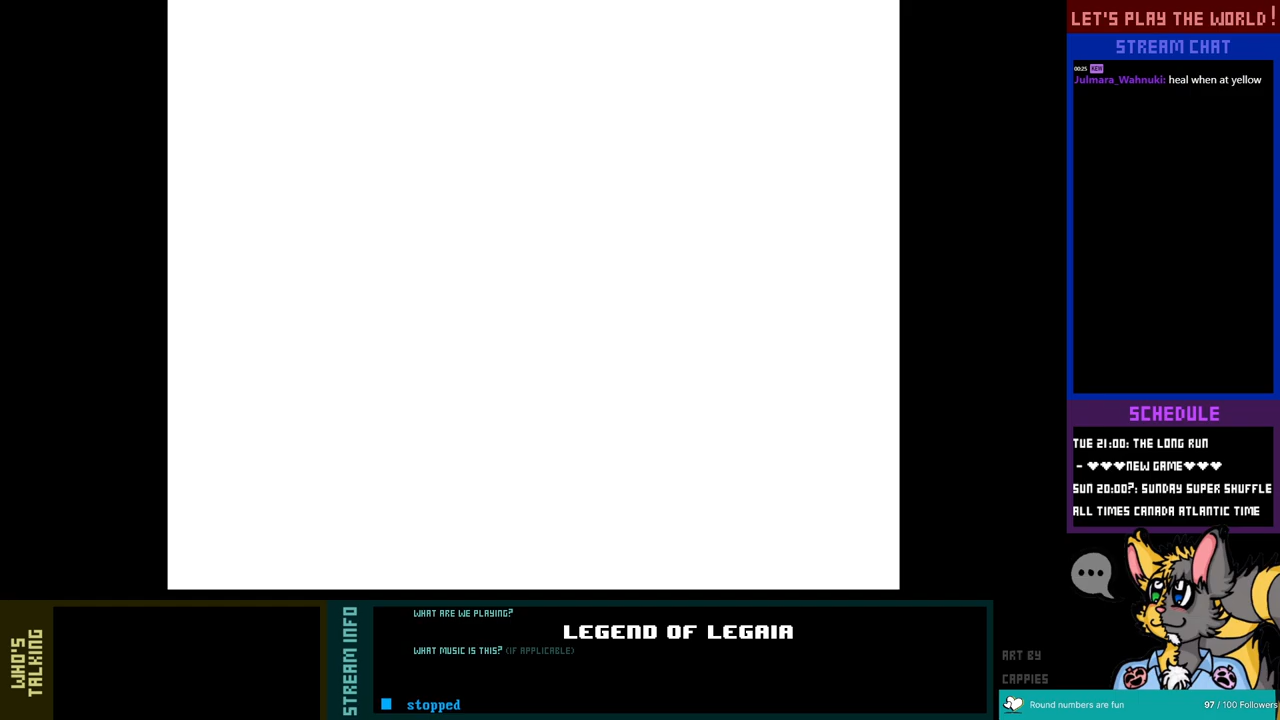 LET'S PLAY THE WORLD!
STREAM CHAT
00:25 NEW
Julmara_Wahnuki: heal when at yellow
SCHEDULE
TUE 21:00: THE LONG RUN
- ♥♥♥NEW GAME♥♥♥
SUN 20:00?: SUNDAY SUPER SHUFFLE
ALL TIMES CANADA ATLANTIC TIME
WHO'S
TALKING
STREAM INFO
WHAT ARE WE PLAYING?
LEGEND OF LEGAIA
WHAT MUSIC IS THIS? (IF APPLICABLE)
stopped
ART BY
CAPPIES
Round numbers are fun 97 / 100 Followers